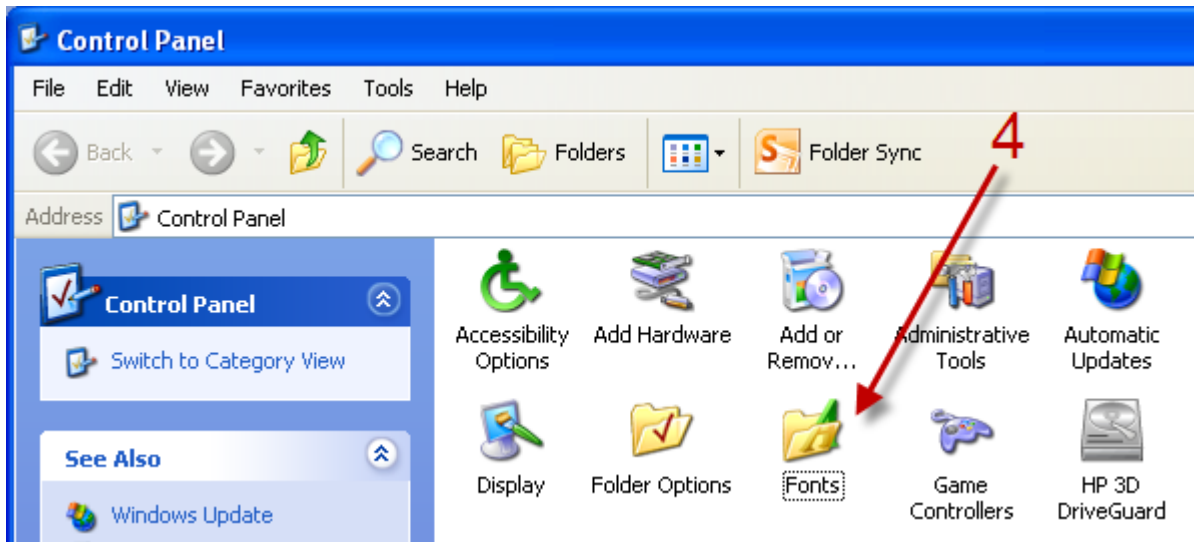 Control Panel
File Edit View Favorites Tools Help
Back Search Folders Folder Sync 4
Address Control Panel
Control Panel
Switch to Category View
See Also
Windows Update
Accessibility Options
Add Hardware
Add or Remov...
Administrative Tools
Automatic Updates
Display
Folder Options
Fonts
Game Controllers
HP 3D DriveGuard